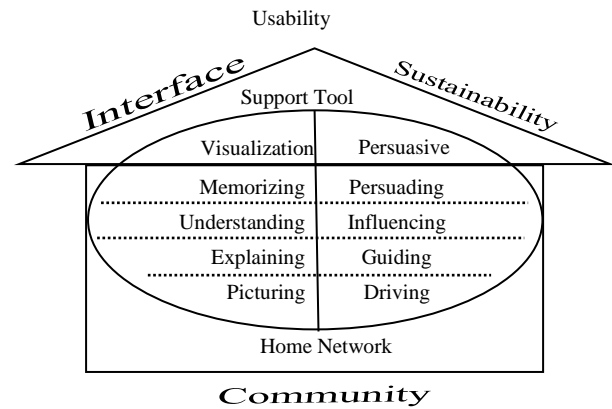 Usability
Interface
Sustainability
Support Tool
Visualization Persuasive
Memorizing Persuading
Understanding Influencing
Explaining Guiding
Picturing Driving
Home Network
Community